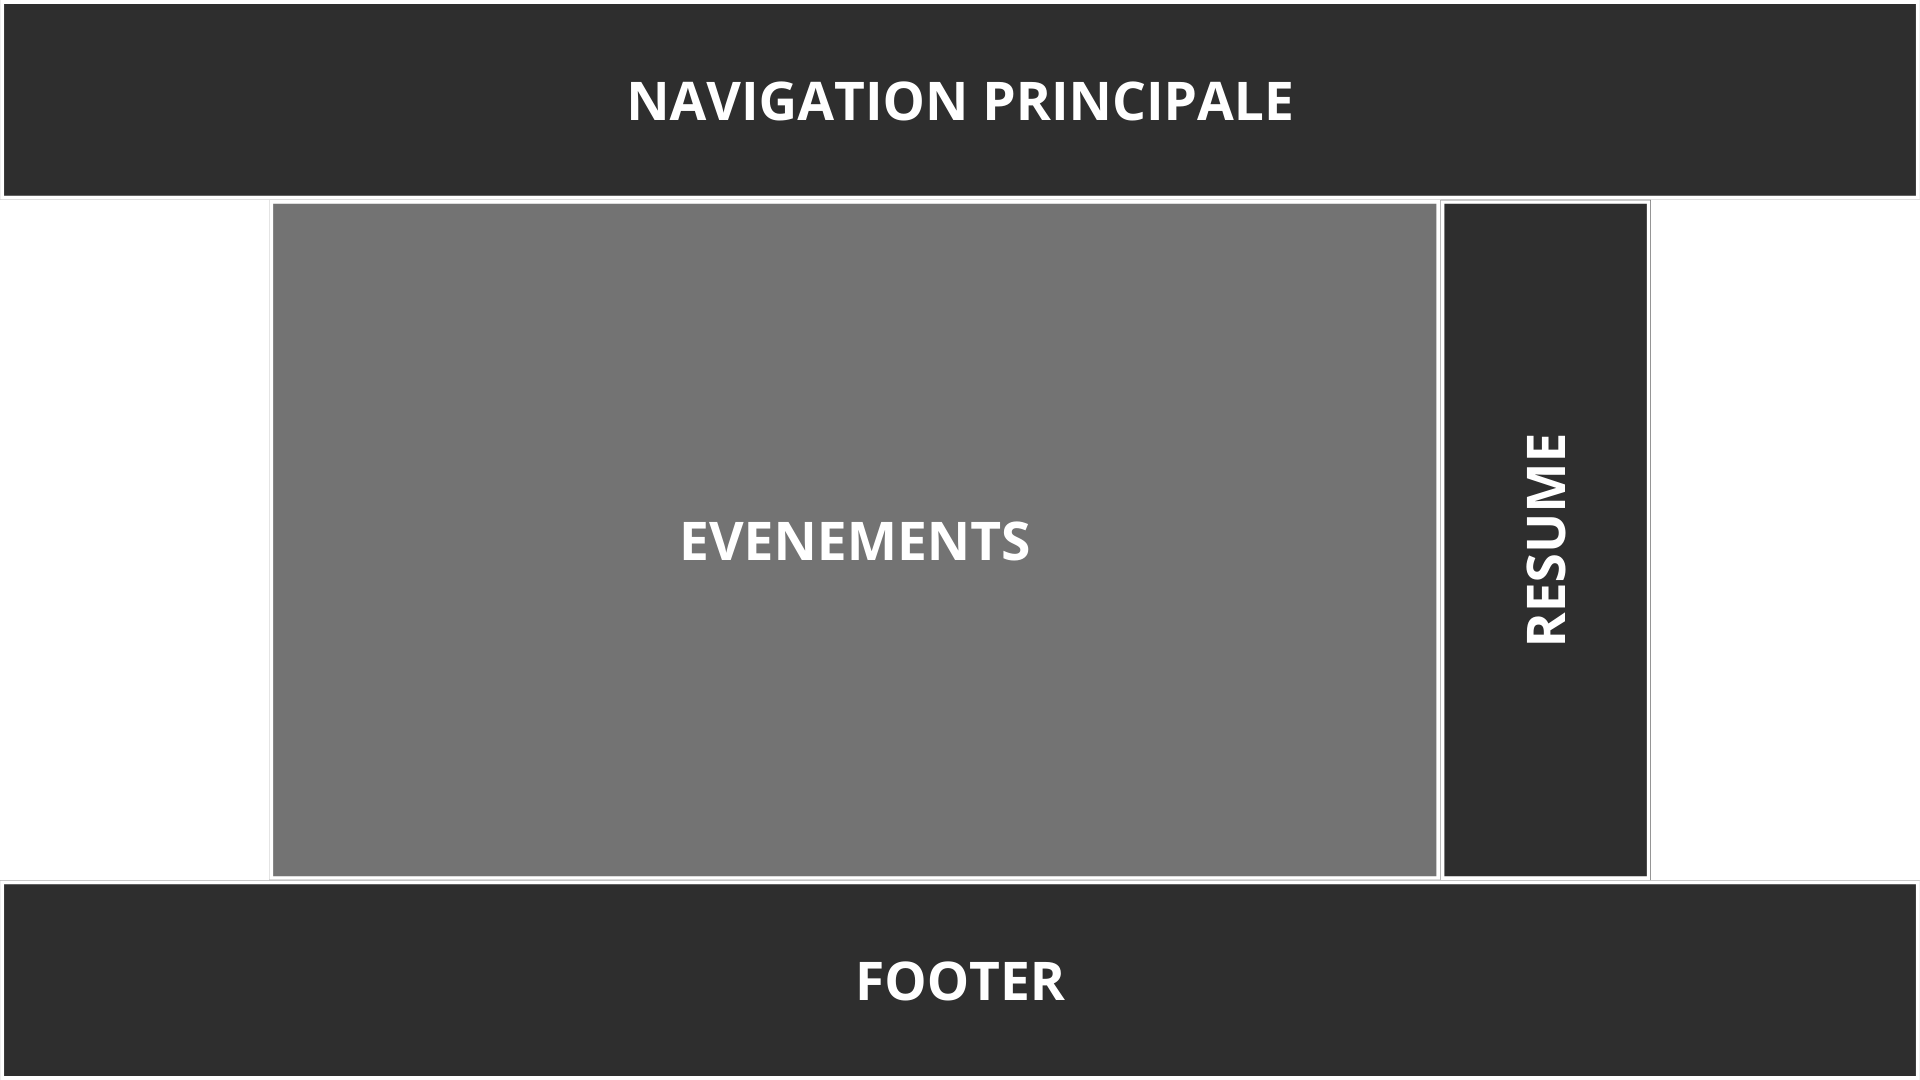 NAVIGATION PRINCIPALE
EVENEMENTS
RESUME
FOOTER